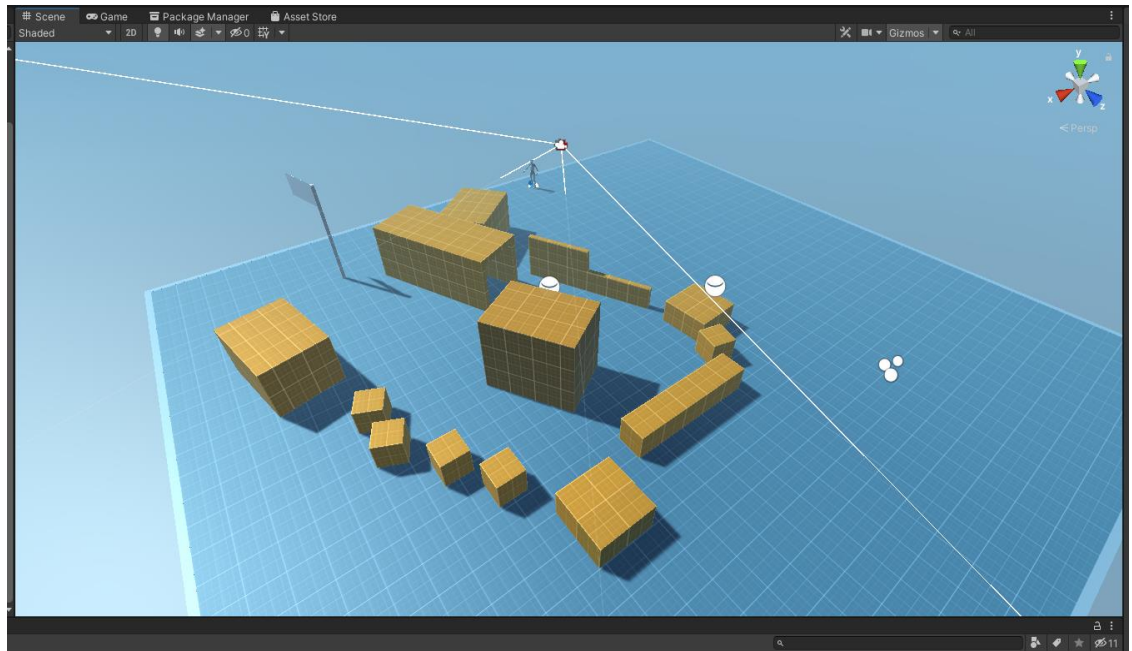 Scene Game Package Manager Asset Store
Shaded 2D 0 Gizmos All
y
x z
Persp
11